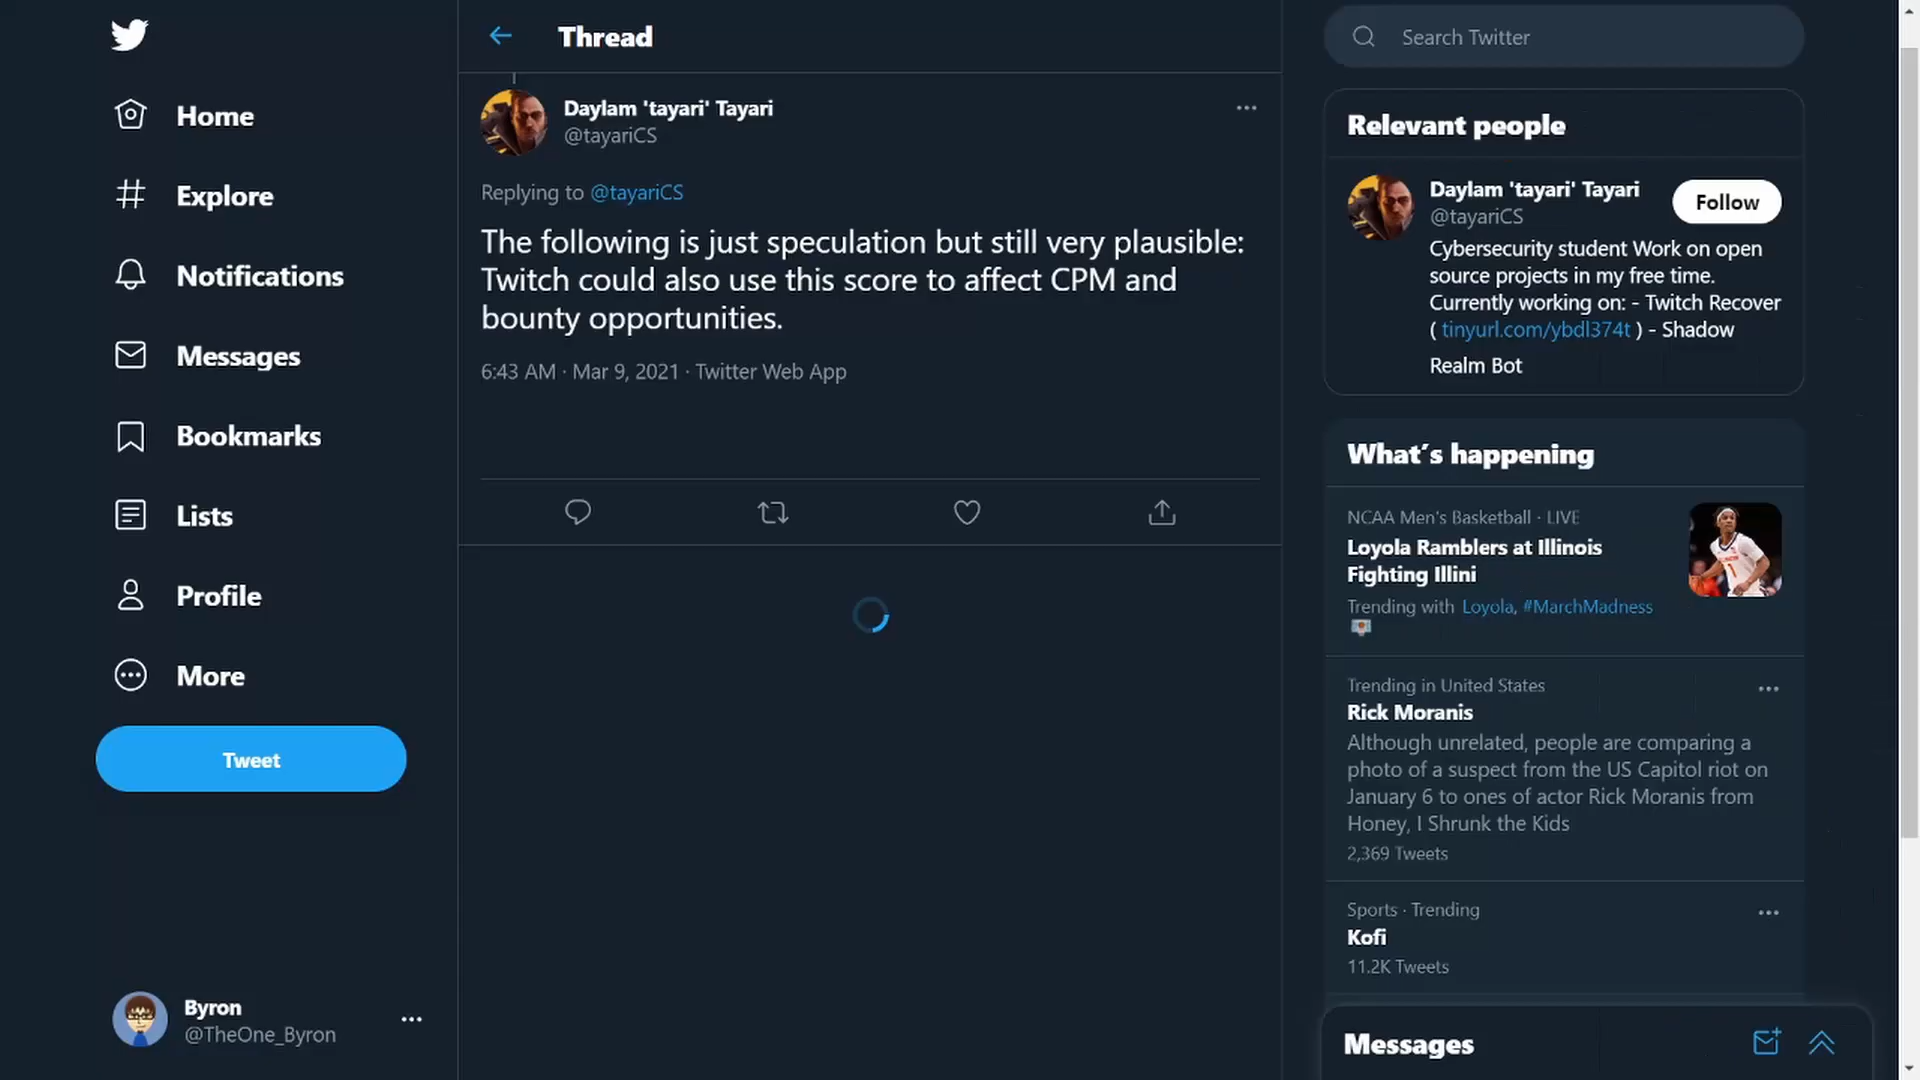 Home
Explore
Notifications
Messages
Bookmarks
Lists
Profile
More
Tweet
Byron
@TheOne_Byron
Thread
Daylam 'tayari' Tayari
@tayariCS
Replying to @tayariCS
The following is just speculation but still very plausible:
Twitch could also use this score to affect CPM and
bounty opportunities.
6:43 AM · Mar 9, 2021 · Twitter Web App
Search Twitter
Relevant people
Daylam 'tayari' Tayari
@tayariCS
Follow
Cybersecurity student Work on open
source projects in my free time.
Currently working on: - Twitch Recover
( tinyurl.com/ybdl374t ) - Shadow
Realm Bot
What's happening
NCAA Men's Basketball · LIVE
Loyola Ramblers at Illinois
Fighting Illini
Trending with Loyola, #MarchMadness
Trending in United States
Rick Moranis
Although unrelated, people are comparing a
photo of a suspect from the US Capitol riot on
January 6 to ones of actor Rick Moranis from
Honey, I Shrunk the Kids
2,369 Tweets
Sports · Trending
Kofi
11.2K Tweets
Messages